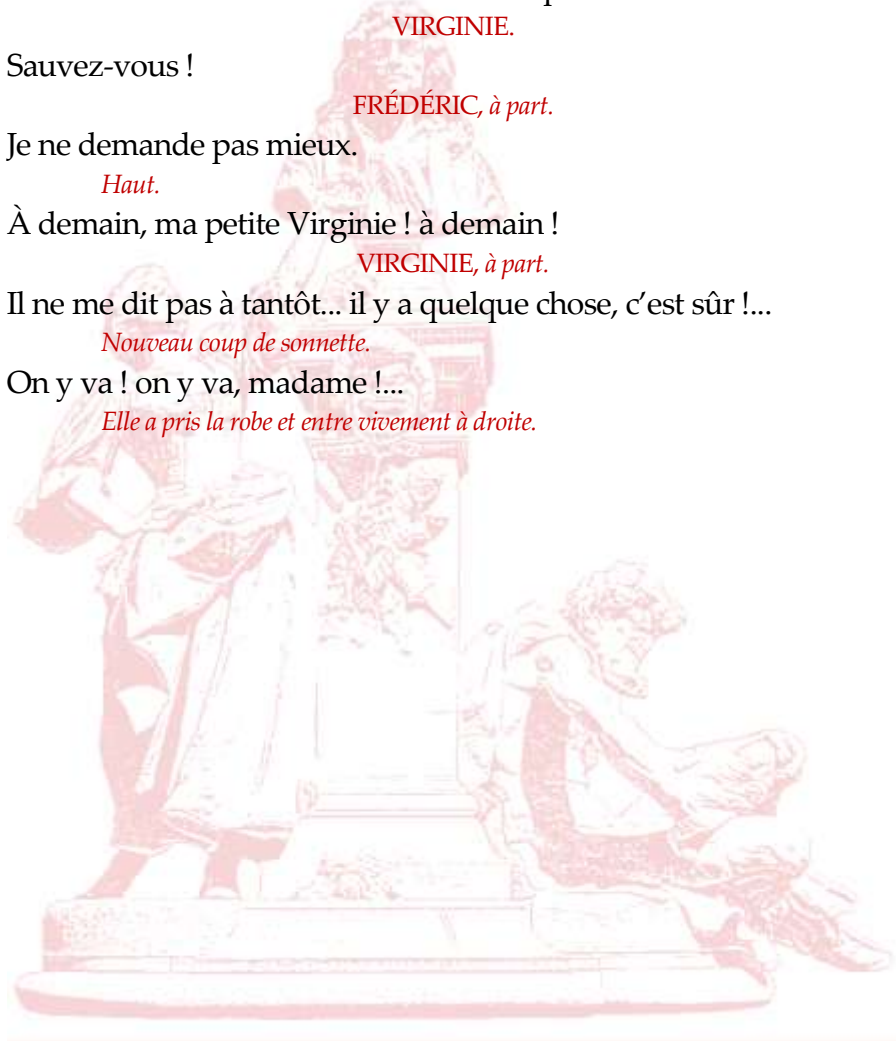 VIRGINIE.
Sauvez-vous !
FRÉDÉRIC, à part.
Je ne demande pas mieux.
Haut.
À demain, ma petite Virginie ! à demain !
VIRGINIE, à part.
Il ne me dit pas à tantôt... il y a quelque chose, c’est sûr !...
Nouveau coup de sonnette.
On y va ! on y va, madame !...
Elle a pris la robe et entre vivement à droite.